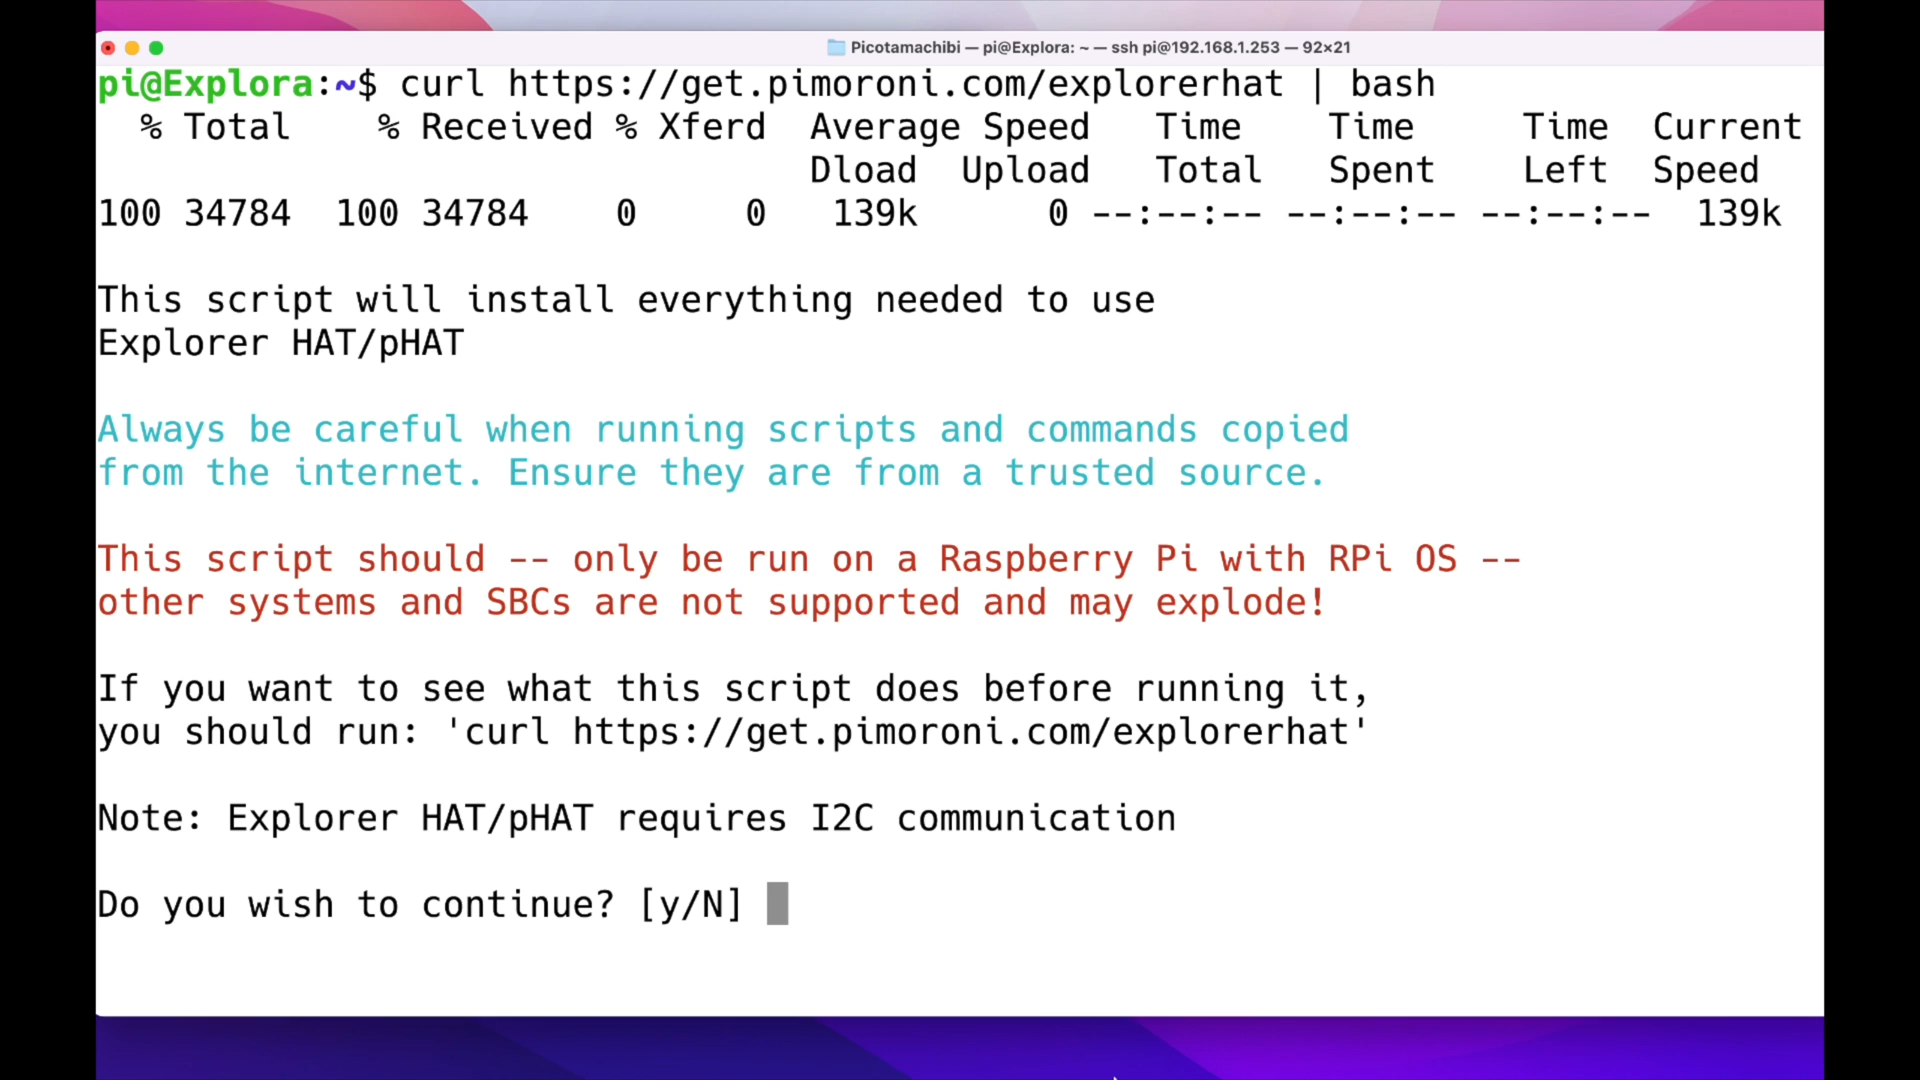 Picotamachibi — pi@Explora: ~ — ssh pi@192.168.1.253 — 92×21
pi@Explora:~$ curl https://get.pimoroni.com/explorerhat | bash
% Total % Received % Xferd Average Speed Time Time Time Current
Dload Upload Total Spent Left Speed
100 34784 100 34784 0 0 139k 0 --:--:-- --:--:-- --:--:-- 139k
This script will install everything needed to use
Explorer HAT/pHAT
Always be careful when running scripts and commands copied
from the internet. Ensure they are from a trusted source.
This script should -- only be run on a Raspberry Pi with RPi OS --
other systems and SBCs are not supported and may explode!
If you want to see what this script does before running it,
you should run: 'curl https://get.pimoroni.com/explorerhat'
Note: Explorer HAT/pHAT requires I2C communication
Do you wish to continue? [y/N]